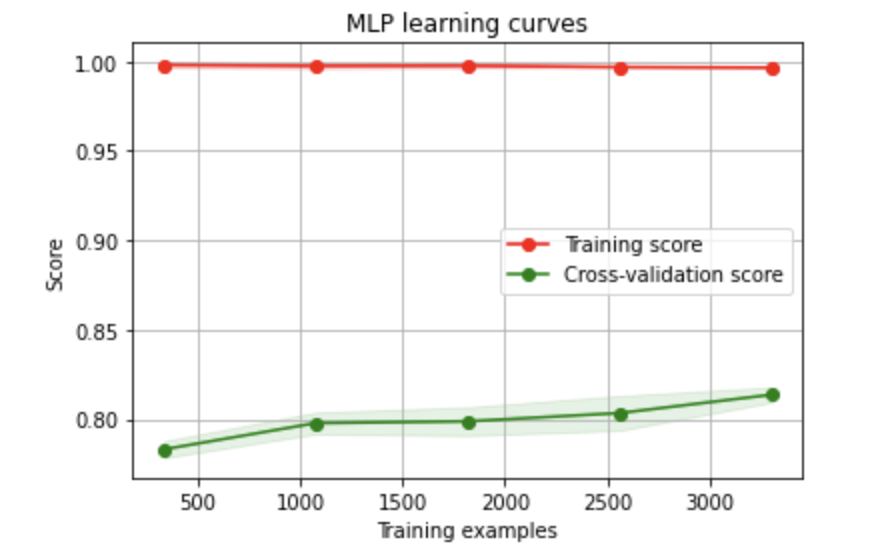 MLP learning curves
1.00
0.95
0.90
0.85
0.80
Score
Training score
Cross-validation score
500 1000 1500 2000 2500 3000
Training examples